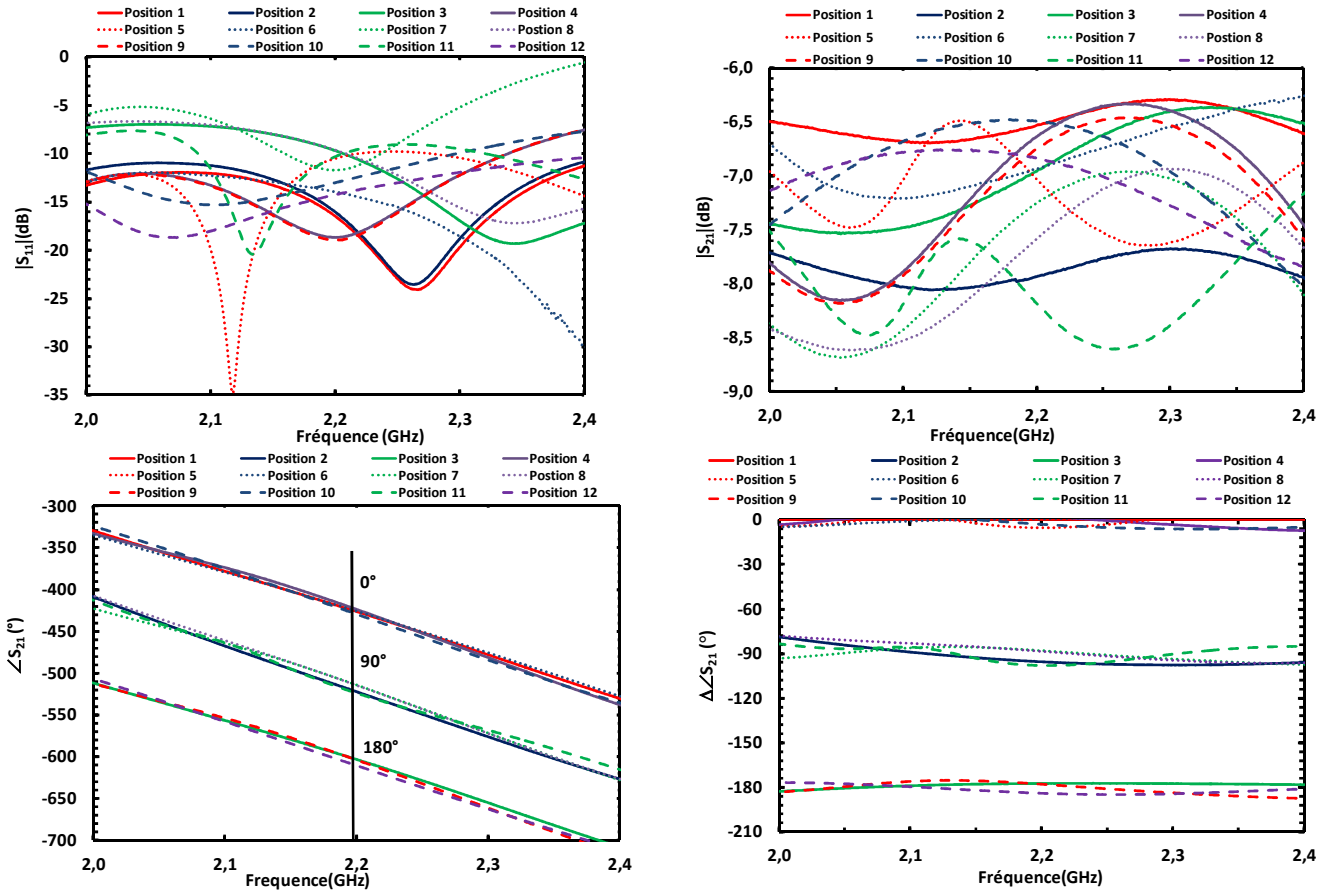 Position 1 Position 2 Position 3 Position 4
Position 5 Position 6 Position 7 Postion 8
Position 9 Position 10 Position 11 Position 12
0
-5
-10
-15
-20
-25
-30
-35
|S11|(dB)
2,0 2,1 2,2 2,3 2,4
Fréquence (GHz)
Position 1 Position 2 Position 3 Position 4
Position 5 Position 6 Position 7 Position 8
Position 9 Position 10 Position 11 Position 12
-6,0
-6,5
-7,0
-7,5
-8,0
-8,5
-9,0
|S21|(dB)
2,0 2,1 2,2 2,3 2,4
Fréquence(GHz)
Position 1 Position 2 Position 3 Position 4
Position 5 Position 6 Position 7 Position 8
Position 9 Position 10 Position 11 Position 12
-300
-350
-400
-450
-500
-550
-600
-650
-700
∠S21 (°)
0°
90°
180°
2,0 2,1 2,2 2,3 2,4
Frequence(GHz)
Position 1 Position 2 Position 3 Position 4
Position 5 Position 6 Position 7 Position 8
Position 9 Position 10 Position 11 Position 12
0
-30
-60
-90
-120
-150
-180
-210
Δ∠S21 (°)
2,0 2,1 2,2 2,3 2,4
Fréquence(GHz)